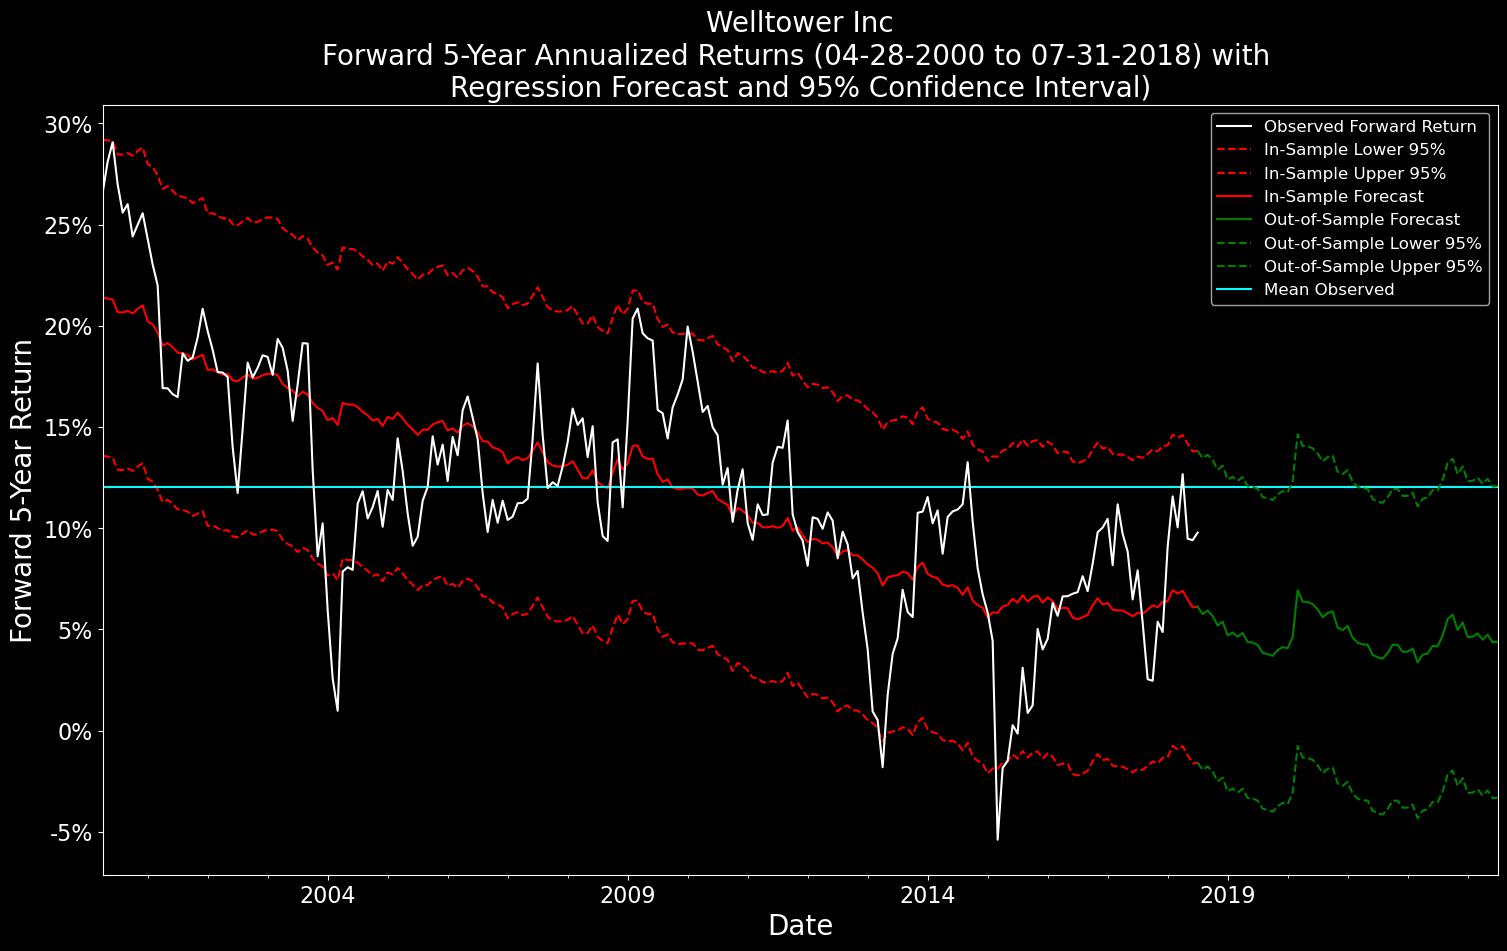 Welltower Inc
Forward 5-Year Annualized Returns (04-28-2000 to 07-31-2018) with
Regression Forecast and 95% Confidence Interval)
30%
25%
20%
15%
10%
5%
0%
-5%
Forward 5-Year Return
Observed Forward Return
In-Sample Lower 95%
In-Sample Upper 95%
In-Sample Forecast
Out-of-Sample Forecast
Out-of-Sample Lower 95%
Out-of-Sample Upper 95%
Mean Observed
2004
2009
2014
2019
Date